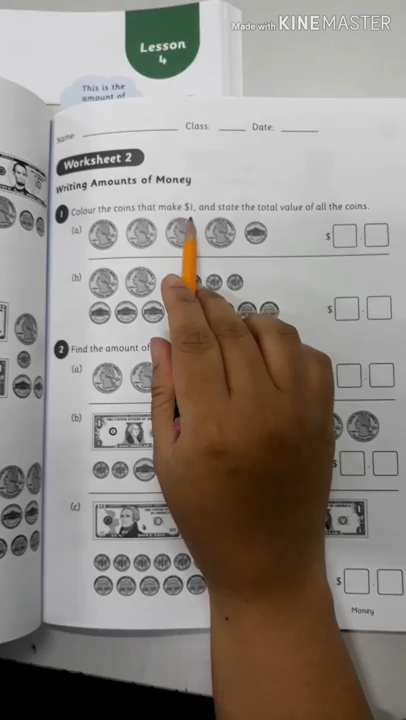 Made with KINEMASTER
Lesson
4
This is the
amount of
Name: Class: Date:
Worksheet 2
Writing Amounts of Money
1 Colour the coins that make $1, and state the total value of all the coins.
(a) $ .
(b) $ .
2 Find the amount of
(a) .
(b) $ .
(c) $ .
Money